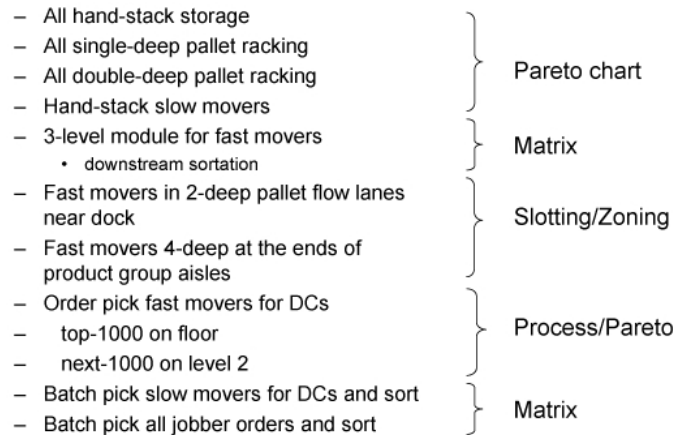 – All hand-stack storage
– All single-deep pallet racking
– All double-deep pallet racking
– Hand-stack slow movers
Pareto chart
– 3-level module for fast movers
• downstream sortation
Matrix
– Fast movers in 2-deep pallet flow lanes
near dock
– Fast movers 4-deep at the ends of
product group aisles
Slotting/Zoning
– Order pick fast movers for DCs
– top-1000 on floor
– next-1000 on level 2
Process/Pareto
– Batch pick slow movers for DCs and sort
– Batch pick all jobber orders and sort
Matrix